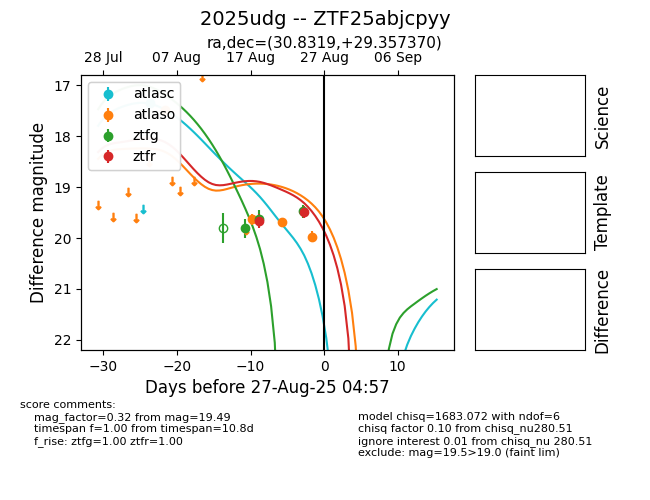 2025udg -- ZTF25abjcpyy
ra,dec=(30.8319,+29.357370)
28 Jul 07 Aug 17 Aug 27 Aug 06 Sep
atlasc
atlaso
ztfg
ztfr
17
18
19
20
21
22
Difference magnitude
−30 −20 −10 0 10
Days before 27-Aug-25 04:57
Science
Template
Difference
score comments:
mag_factor=0.32 from mag=19.49
timespan f=1.00 from timespan=10.8d
f_rise: ztfg=1.00 ztfr=1.00
model chisq=1683.072 with ndof=6
chisq factor 0.10 from chisq_nu280.51
ignore interest 0.01 from chisq_nu 280.51
exclude: mag=19.5>19.0 (faint lim)